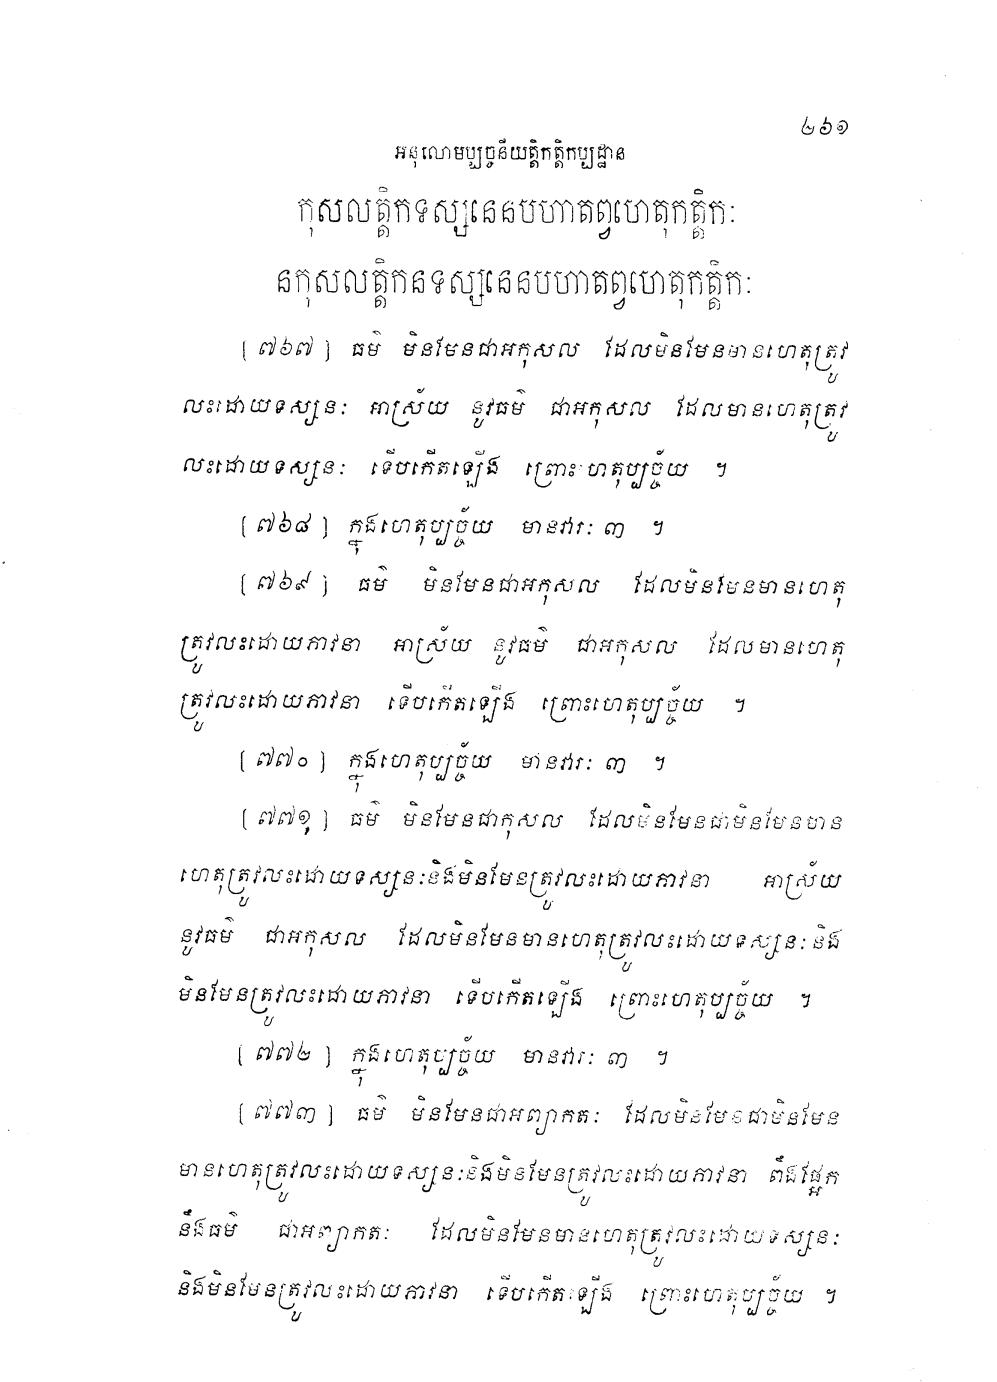 ២៦១
អនុលោមប្បច្ចនីយត្តិកត្តិកប្បដ្ឋាន
កុសលត្តិកទស្សនេនបហាតព្វហេតុកត្តិកៈ
នកុសលត្តិកនទស្សនេនបហាតព្វហេតុកត្តិកៈ
[ ៧៦៧ ] ធម៌ មិនមែនជាអកុសល ដែលមិនមែនមានហេតុត្រូវ
លះដោយទស្សនៈ អាស្រ័យ នូវធម៌ ជាអកុសល ដែលមានហេតុត្រូវ
លះដោយទស្សនៈ ទើបកើតឡើង ព្រោះហេតុប្បច្ច័យ ។
[ ៧៦៨ ] ក្នុងហេតុប្បច្ច័យ មានវារៈ ៣ ។
[ ៧៦៩ ] ធម៌ មិនមែនជាអកុសល ដែលមិនមែនមានហេតុ
ត្រូវលះដោយភាវនា អាស្រ័យ នូវធម៌ ជាអកុសល ដែលមានហេតុ
ត្រូវលះដោយភាវនា ទើបកើតឡើង ព្រោះហេតុប្បច្ច័យ ។
[ ៧៧០ ] ក្នុងហេតុប្បច្ច័យ មានវារៈ ៣ ។
[ ៧៧១ ] ធម៌ មិនមែនជាកុសល ដែលមិនមែនជាមិនមែនមាន
ហេតុត្រូវលះដោយទស្សនៈនិងមិនមែនត្រូវលះដោយភាវនា អាស្រ័យ
នូវធម៌ ជាអកុសល ដែលមិនមែនមានហេតុត្រូវលះដោយទស្សនៈនិង
មិនមែនត្រូវលះដោយភាវនា ទើបកើតឡើង ព្រោះហេតុប្បច្ច័យ ។
[ ៧៧២ ] ក្នុងហេតុប្បច្ច័យ មានវារៈ ៣ ។
[ ៧៧៣ ] ធម៌ មិនមែនជាអព្យាកតៈ ដែលមិនមែនជាមិនមែន
មានហេតុត្រូវលះដោយទស្សនៈនិងមិនមែនត្រូវលះដោយភាវនា ពឹងផ្អែក
នឹងធម៌ ជាអព្យាកតៈ ដែលមិនមែនមានហេតុត្រូវលះដោយទស្សនៈ
និងមិនមែនត្រូវលះដោយភាវនា ទើបកើតឡើង ព្រោះហេតុប្បច្ច័យ ។